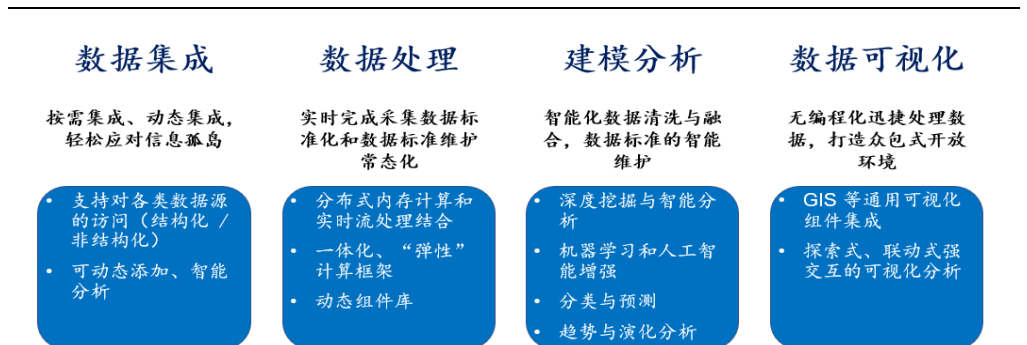 数据集成
按需集成、动态集成,
轻松应对信息孤岛
• 支持对各类数据源
的访问（结构化 /
非结构化）
• 可动态添加、智能
分析
数据处理
实时完成采集数据标
准化和数据标准维护
常态化
• 分布式内存计算和
实时流处理结合
• 一体化、“弹性”
计算框架
• 动态组件库
建模分析
智能化数据清洗与融
合，数据标准的智能
维护
• 深度挖掘与智能分
析
• 机器学习和人工智
能增强
• 分类与预测
• 趋势与演化分析
数据可视化
无编程化迅捷处理数
据，打造众包式开放
环境
• GIS 等通用可视化
组件集成
• 探索式、联动式强
交互的可视化分析